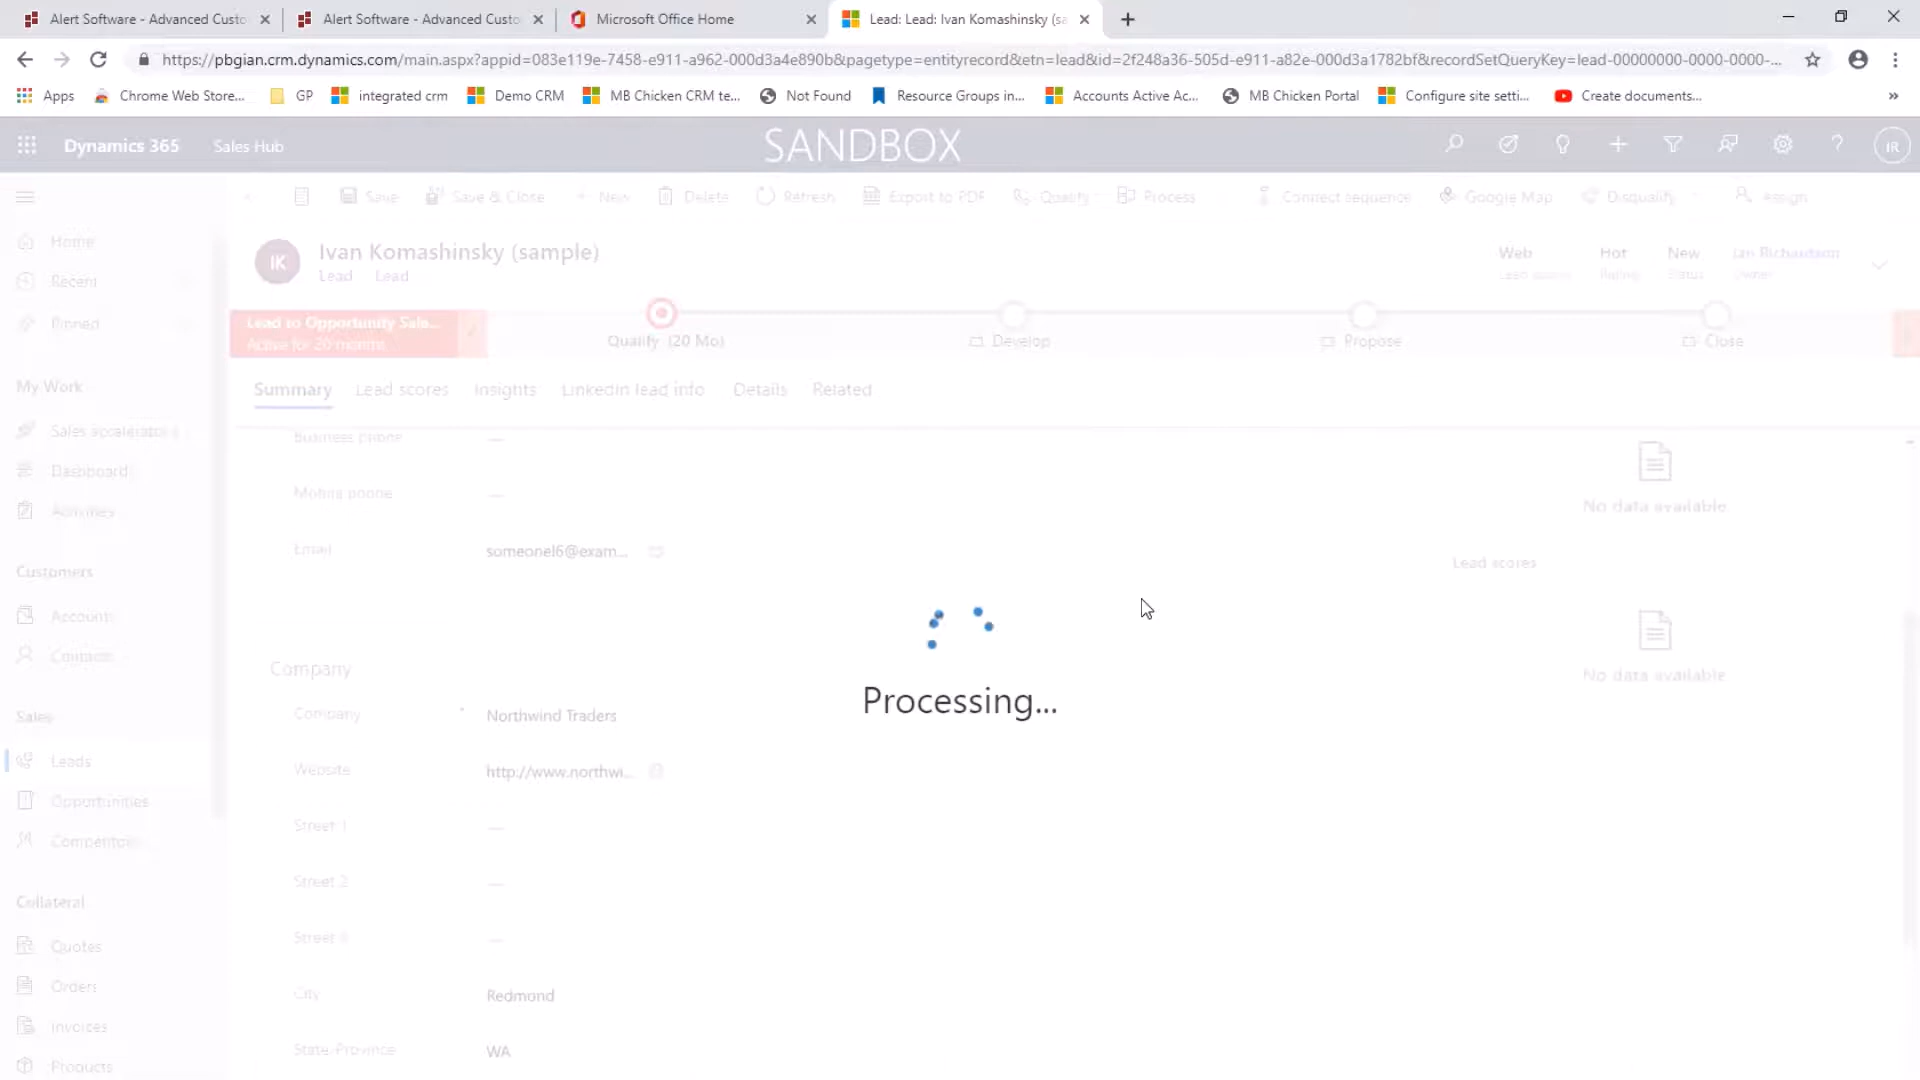 Alert Software - Advanced Custo
Alert Software - Advanced Custo
Microsoft Office Home
Lead: Lead: Ivan Komashinsky (sa
https://pbgian.crm.dynamics.com/main.aspx?appid=083e119e-7458-e911-a962-000d3a4e890b&pagetype=entityrecord&etn=lead&id=2f248a36-505d-e911-a82e-000d3a1782bf&recordSetQueryKey=lead-00000000-0000-0000-...
Apps
Chrome Web Store...
GP
integrated crm
Demo CRM
MB Chicken CRM te...
Not Found
Resource Groups in...
Accounts Active Ac...
MB Chicken Portal
Configure site setti...
Create documents...
»
Dynamics 365
Sales Hub
SANDBOX
IR
Save
Save & Close
New
Delete
Refresh
Export to PDF
Qualify
Process
Connect sequence
Google Map
Disqualify
Assign
Home
Recent
Pinned
My Work
Sales accelerator
Dashboard
Activities
Customers
Accounts
Contacts
Sales
Leads
Opportunities
Competitors
Collateral
Quotes
Orders
Invoices
Products
IK
Ivan Komashinsky (sample)
Lead Lead
Web
Lead source
Hot
Rating
New
Status
Ian Richardson
Owner
Lead to Opportunity Sale...
Active for 20 months
Qualify (20 Mo)
Develop
Propose
Close
Summary
Lead scores
Insights
LinkedIn lead info
Details
Related
Business phone
---
Mobile phone
---
Email
someone16@exam...
Company
Company * Northwind Traders
Website http://www.northwi...
Street 1 ---
Street 2 ---
Street 3 ---
City Redmond
State/Province WA
No data available
Lead scores
No data available
Processing...